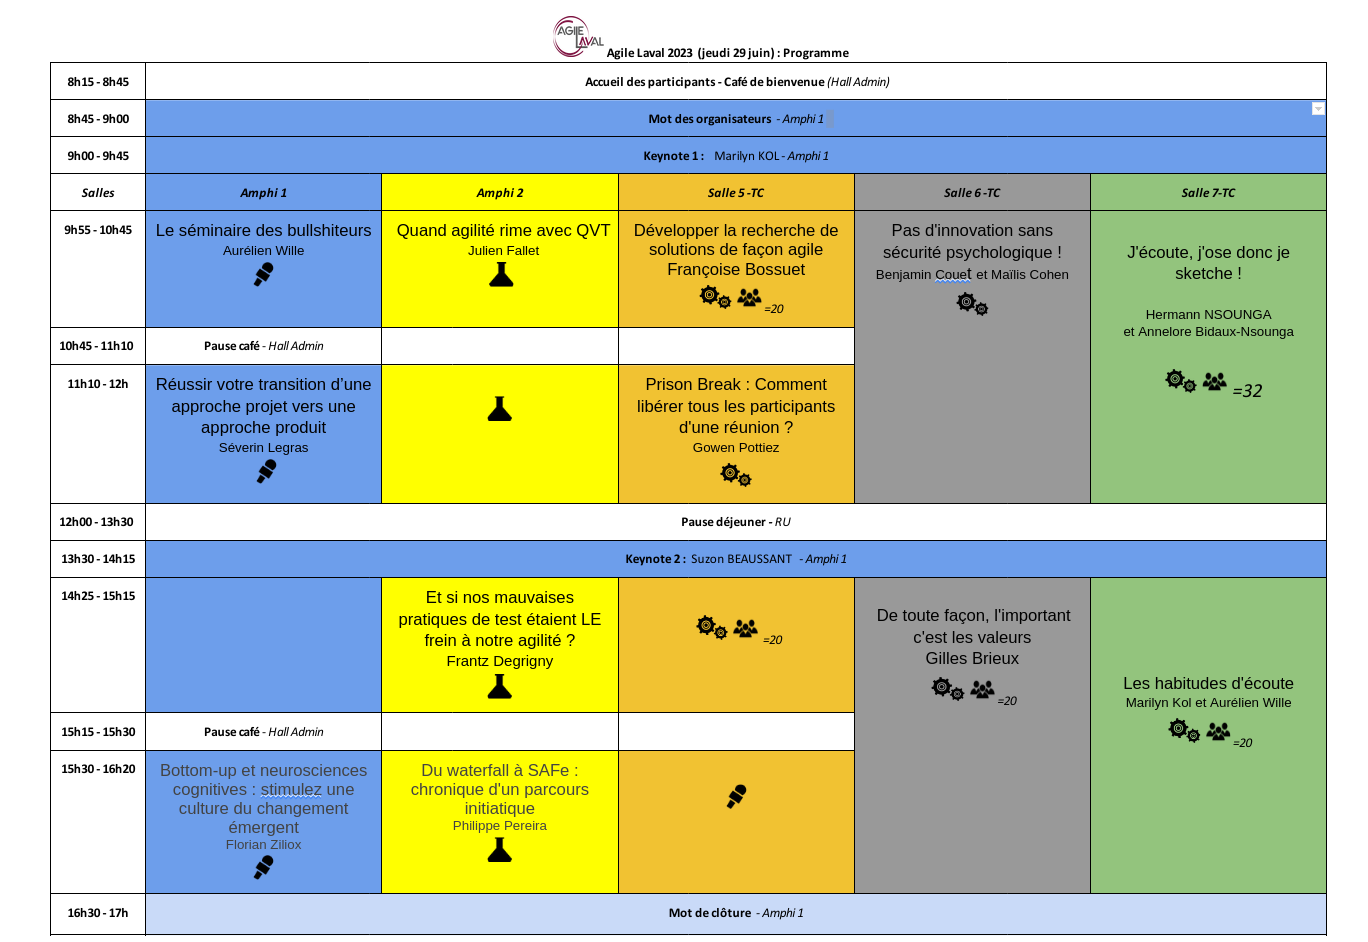 AGILE
LAVAL
Agile Laval 2023 (jeudi 29 juin) : Programme
8h15 - 8h45
Accueil des participants - Café de bienvenue (Hall Admin)
8h45 - 9h00
Mot des organisateurs - Amphi 1
9h00 - 9h45
Keynote 1 : Marilyn KOL - Amphi 1
Salles
Amphi 1
Amphi 2
Salle 5 -TC
Salle 6 -TC
Salle 7-TC
9h55 - 10h45
Le séminaire des bullshiteurs
Aurélien Wille
Quand agilité rime avec QVT
Julien Fallet
Développer la recherche de
solutions de façon agile
Françoise Bossuet
=20
Pas d'innovation sans
sécurité psychologique !
Benjamin Couet et Maïlis Cohen
J'écoute, j'ose donc je
sketche !
Hermann NSOUNGA
et Annelore Bidaux-Nsounga
=32
10h45 - 11h10
Pause café - Hall Admin
11h10 - 12h
Réussir votre transition d’une
approche projet vers une
approche produit
Séverin Legras
Prison Break : Comment
libérer tous les participants
d'une réunion ?
Gowen Pottiez
12h00 - 13h30
Pause déjeuner - RU
13h30 - 14h15
Keynote 2 : Suzon BEAUSSANT - Amphi 1
14h25 - 15h15
Et si nos mauvaises
pratiques de test étaient LE
frein à notre agilité ?
Frantz Degrigny
=20
De toute façon, l'important
c'est les valeurs
Gilles Brieux
=20
Les habitudes d'écoute
Marilyn Kol et Aurélien Wille
=20
15h15 - 15h30
Pause café - Hall Admin
15h30 - 16h20
Bottom-up et neurosciences
cognitives : stimulez une
culture du changement
émergent
Florian Ziliox
Du waterfall à SAFe :
chronique d'un parcours
initiatique
Philippe Pereira
16h30 - 17h
Mot de clôture - Amphi 1